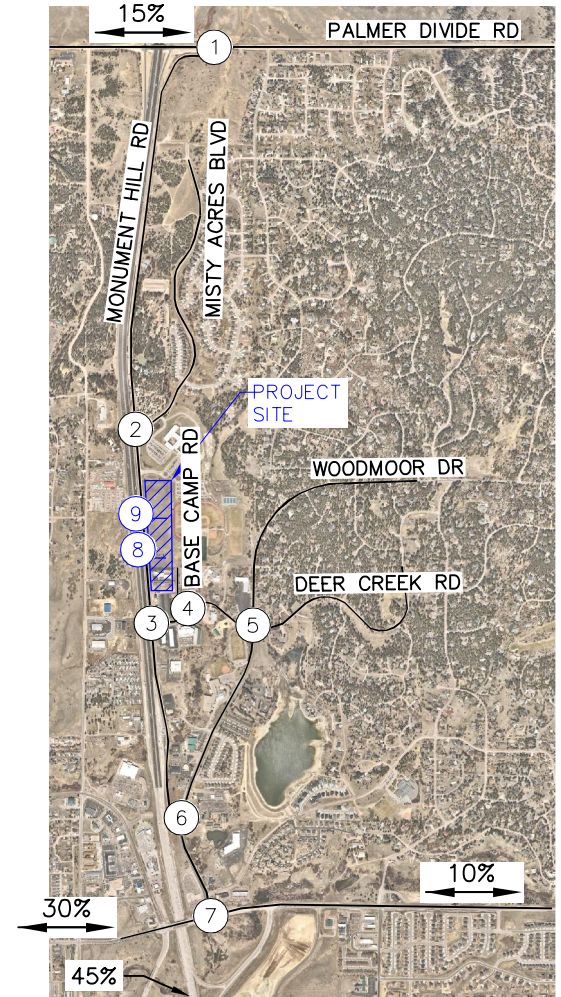 15%
PALMER DIVIDE RD
1
MONUMENT HILL RD
MISTY ACRES BLVD
PROJECT
SITE
2
BASE CAMP RD
WOODMOOR DR
9
8
DEER CREEK RD
4
3
5
6
10%
30%
7
45%